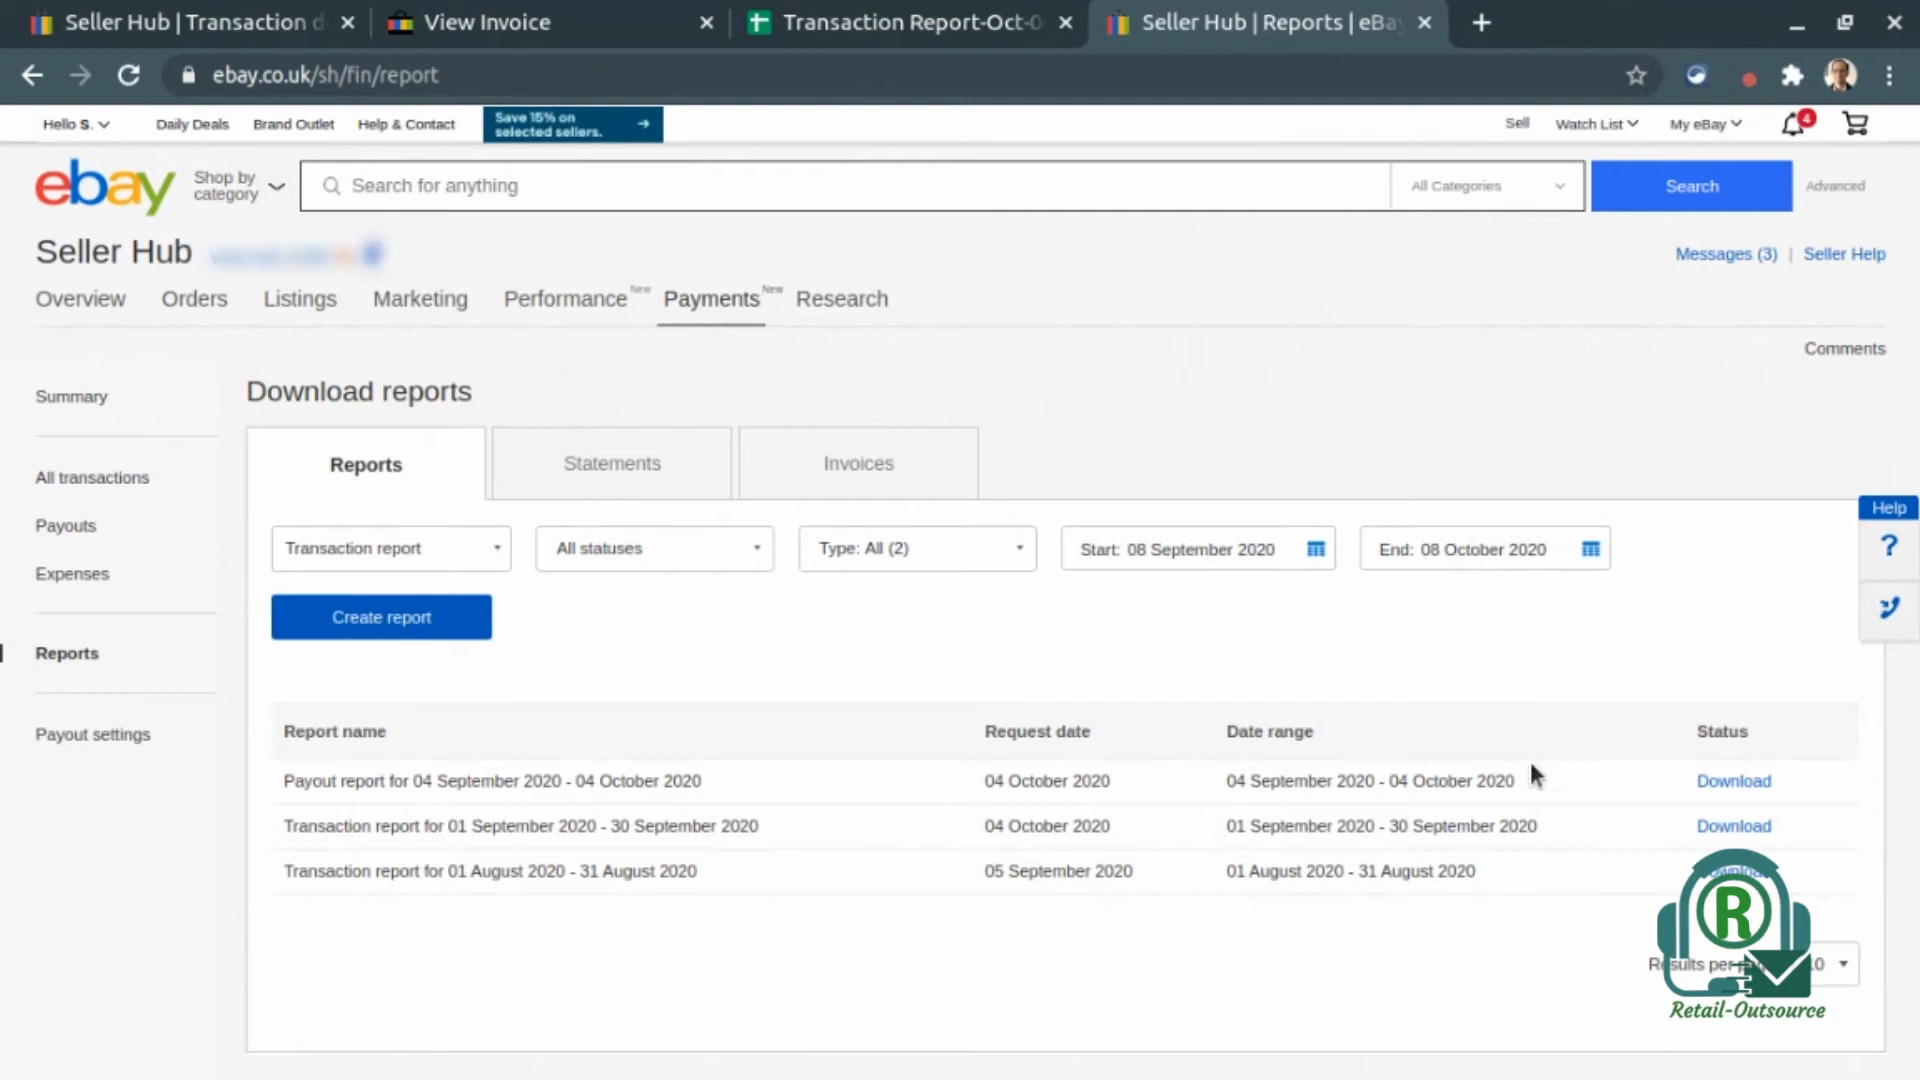 Seller Hub | Transaction d
View Invoice
Transaction Report-Oct-0
Seller Hub | Reports | eBay
ebay.co.uk/sh/fin/report
Hello S.
Daily Deals
Brand Outlet
Help & Contact
Save 15% on
selected sellers.
Sell
Watch List
My eBay
4
ebay
Shop by
category
Search for anything
All Categories
Search
Advanced
Seller Hub
Messages (3) | Seller Help
Overview
Orders
Listings
Marketing
Performance New
Payments New
Research
Comments
Summary
All transactions
Payouts
Expenses
Reports
Payout settings
Download reports
Reports
Statements
Invoices
Transaction report
All statuses
Type: All (2)
Start: 08 September 2020
End: 08 October 2020
Create report
Help
?
Report name
Request date
Date range
Status
Payout report for 04 September 2020 - 04 October 2020
04 October 2020
04 September 2020 - 04 October 2020
Download
Transaction report for 01 September 2020 - 30 September 2020
04 October 2020
01 September 2020 - 30 September 2020
Download
Transaction report for 01 August 2020 - 31 August 2020
05 September 2020
01 August 2020 - 31 August 2020
Results per
R
Retail-Outsource